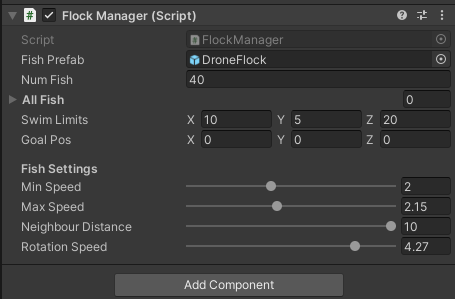 Flock Manager (Script)
Script FlockManager
Fish Prefab DroneFlock
Num Fish 40
All Fish 0
Swim Limits X 10 Y 5 Z 20
Goal Pos X 0 Y 0 Z 0
Fish Settings
Min Speed 2
Max Speed 2.15
Neighbour Distance 10
Rotation Speed 4.27
Add Component